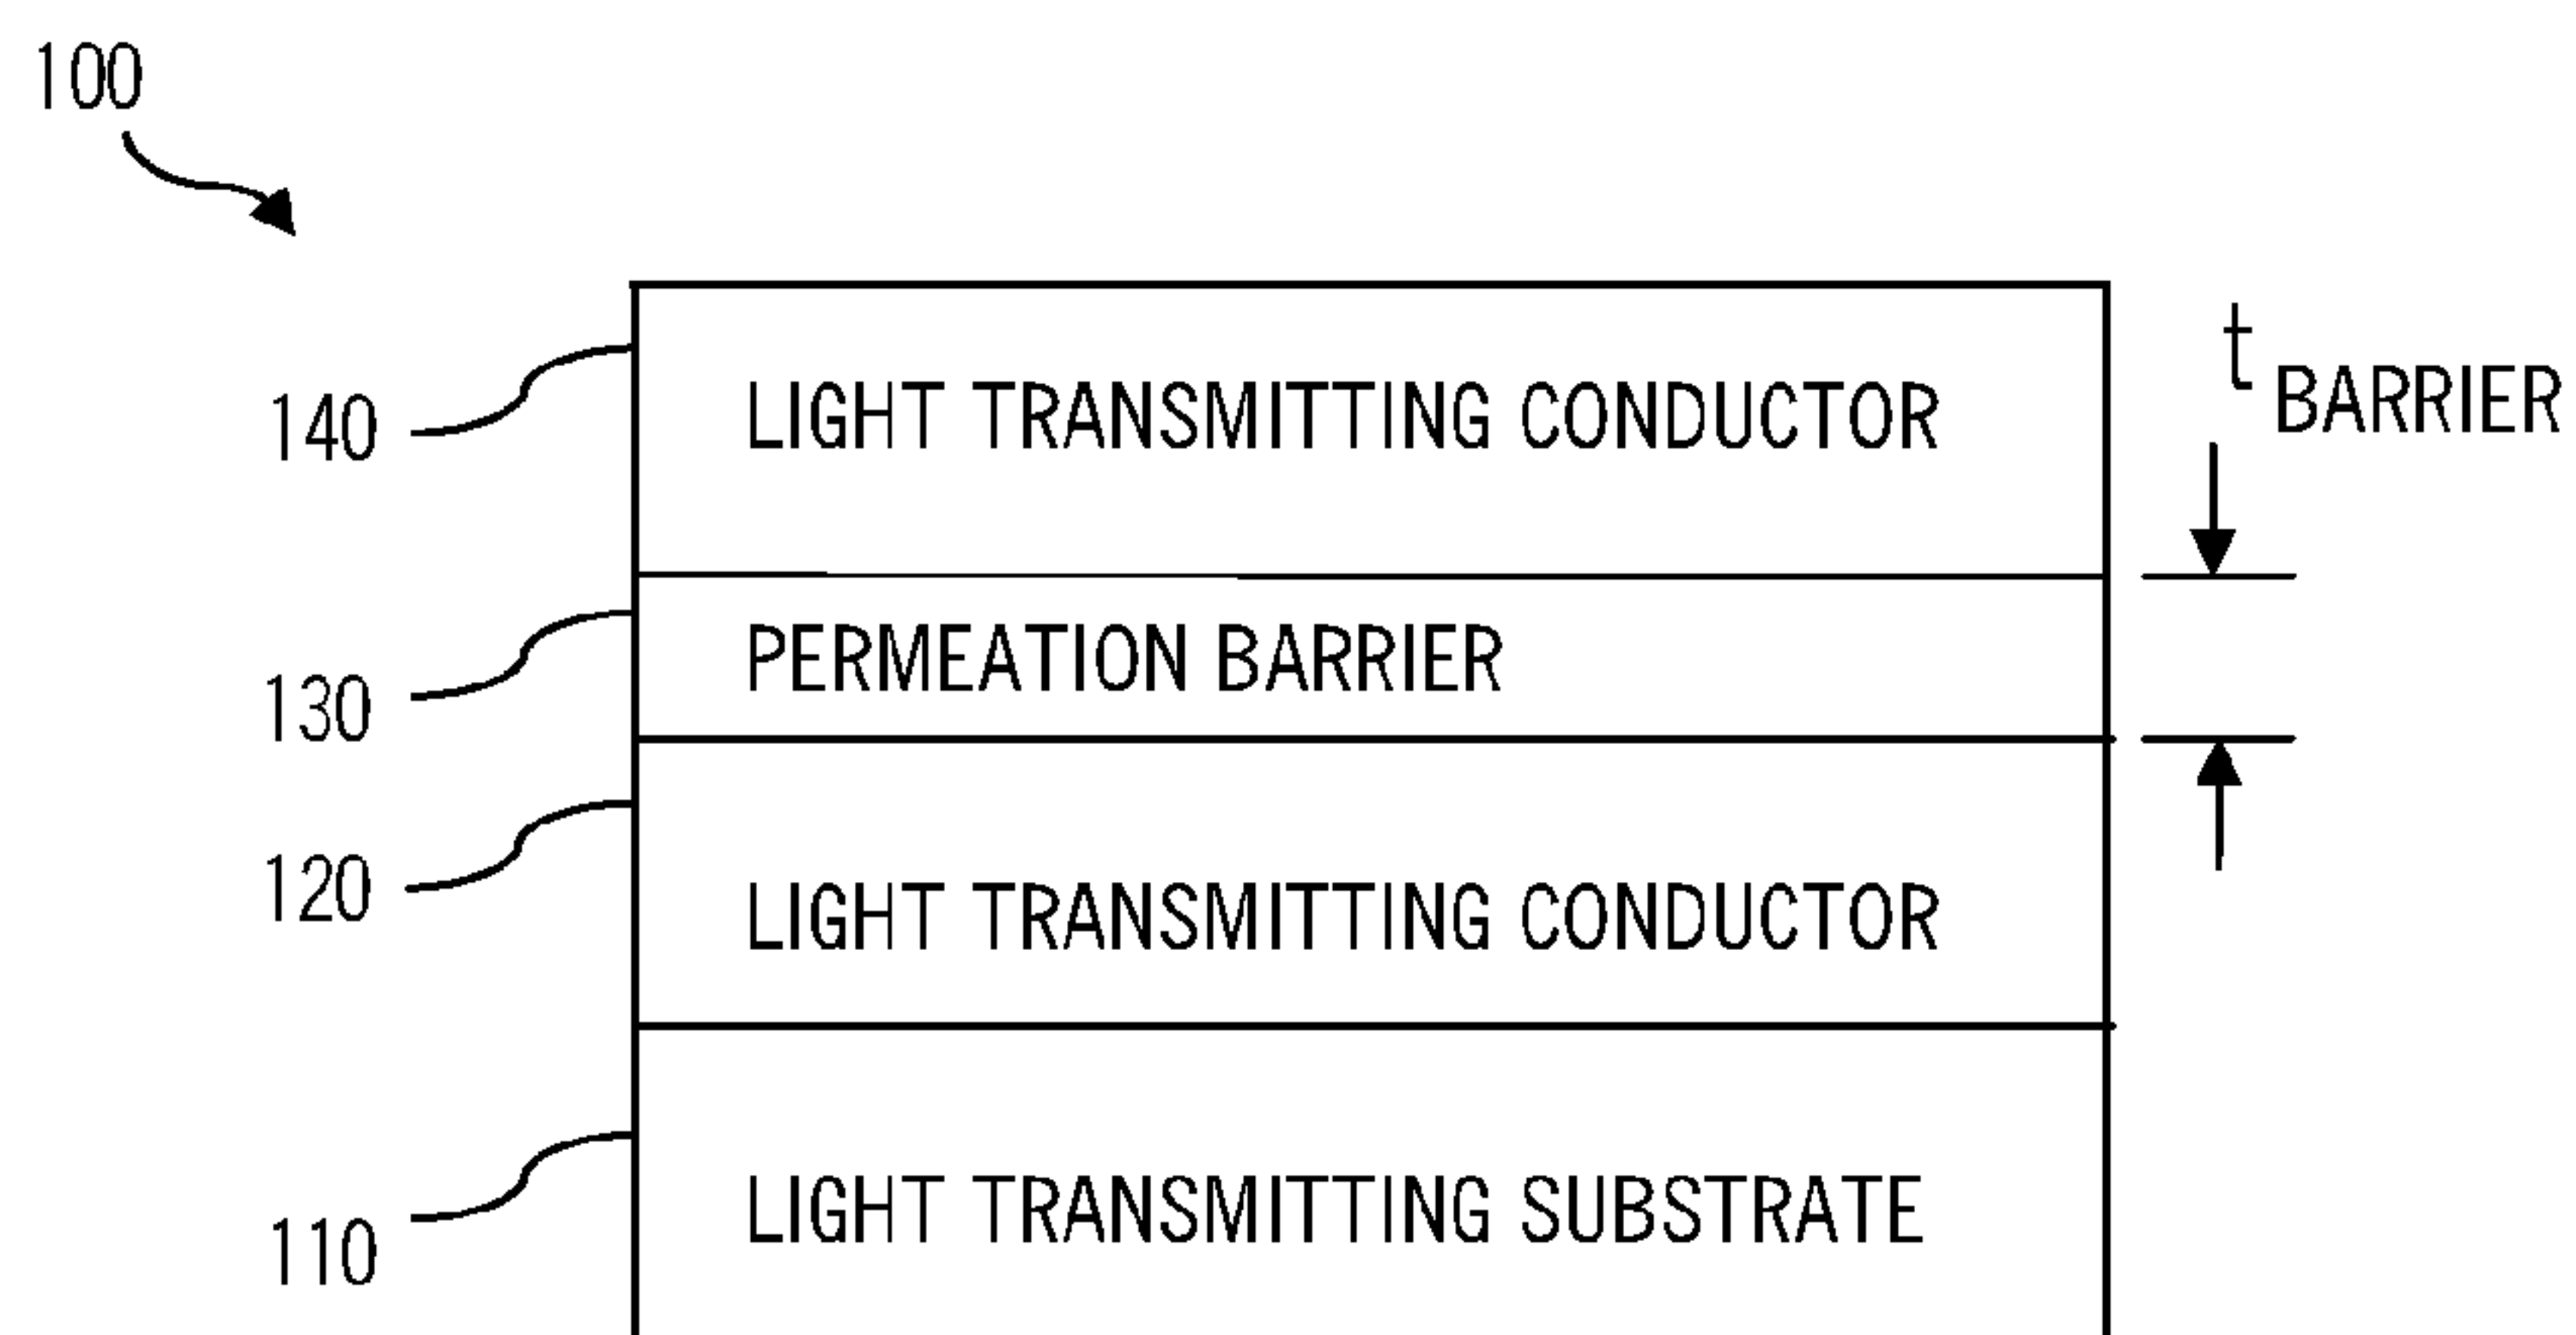 100
140 LIGHT TRANSMITTING CONDUCTOR
t BARRIER
130 PERMEATION BARRIER
120 LIGHT TRANSMITTING CONDUCTOR
110 LIGHT TRANSMITTING SUBSTRATE